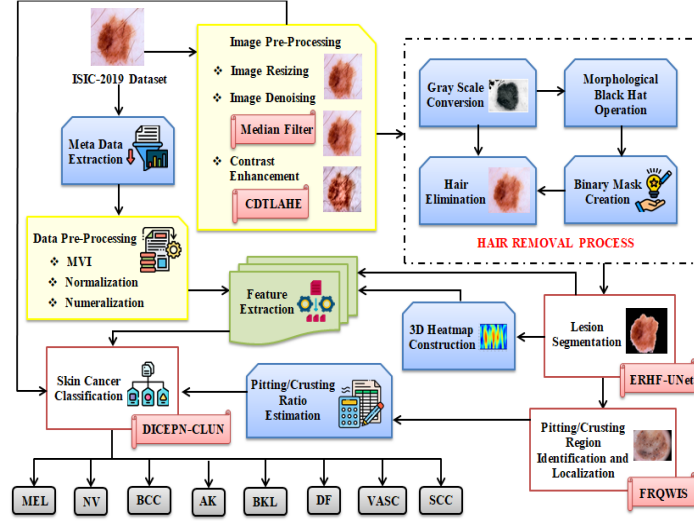 ISIC-2019 Dataset
Image Pre-Processing
❖ Image Resizing
❖ Image Denoising
Median Filter
❖ Contrast
Enhancement
CDTLAHE
Gray Scale
Conversion
Morphological
Black Hat
Operation
Hair
Elimination
Binary Mask
Creation
HAIR REMOVAL PROCESS
Meta Data
Extraction
Data Pre-Processing
❖ MVI
❖ Normalization
❖ Numeralization
Feature
Extraction
3D Heatmap
Construction
Lesion
Segmentation
ERHF-UNet
Skin Cancer
Classification
DICEPN-CLUN
Pitting/Crusting
Ratio
Estimation
Pitting/Crusting
Region
Identification and
Localization
FRQWIS
MEL
NV
BCC
AK
BKL
DF
VASC
SCC